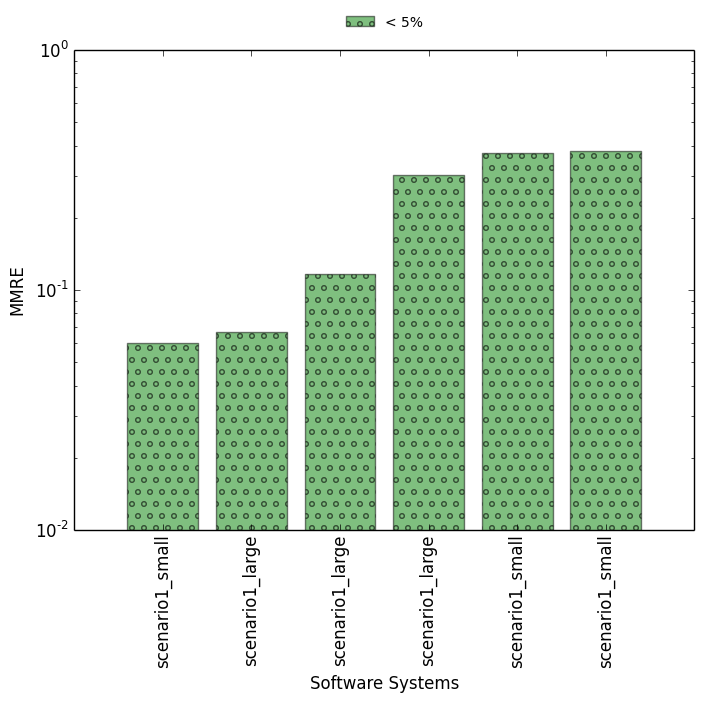 < 5%
10^0
10^-1
10^-2
MMRE
scenario1_small
scenario1_large
scenario1_large
scenario1_large
scenario1_small
scenario1_small
Software Systems